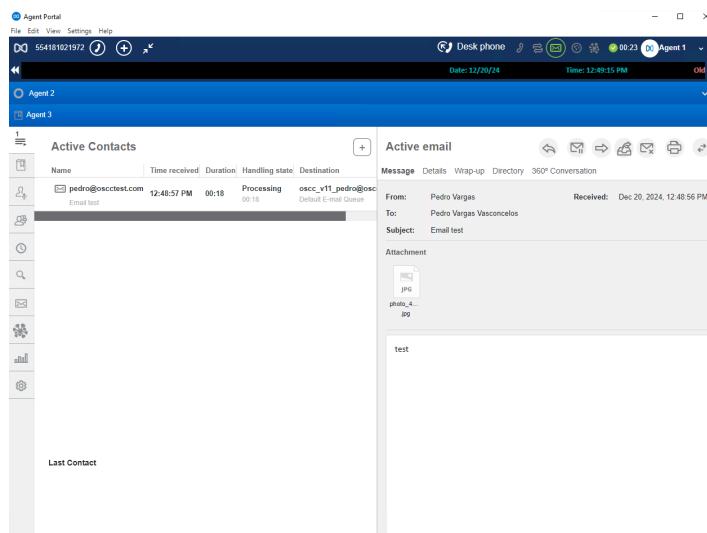 Agent Portal
File Edit View Settings Help
554181021972 Desk phone 00:23 Agent 1
Date: 12/20/24 Time: 12:49:15 PM Old
Agent 2
Agent 3
1
Active Contacts
Name Time received Duration Handling state Destination
pedro@oscctest.com 12:48:57 PM 00:18 Processing oscc_v11_pedro@osc
Email test 00:18 Default E-mail Queue
Last Contact
Active email
Message Details Wrap-up Directory 360º Conversation
From: Pedro Vargas Received: Dec 20, 2024, 12:48:56 PM
To: Pedro Vargas Vasconcelos
Subject: Email test
Attachment
JPG
photo_4...
.jpg
test